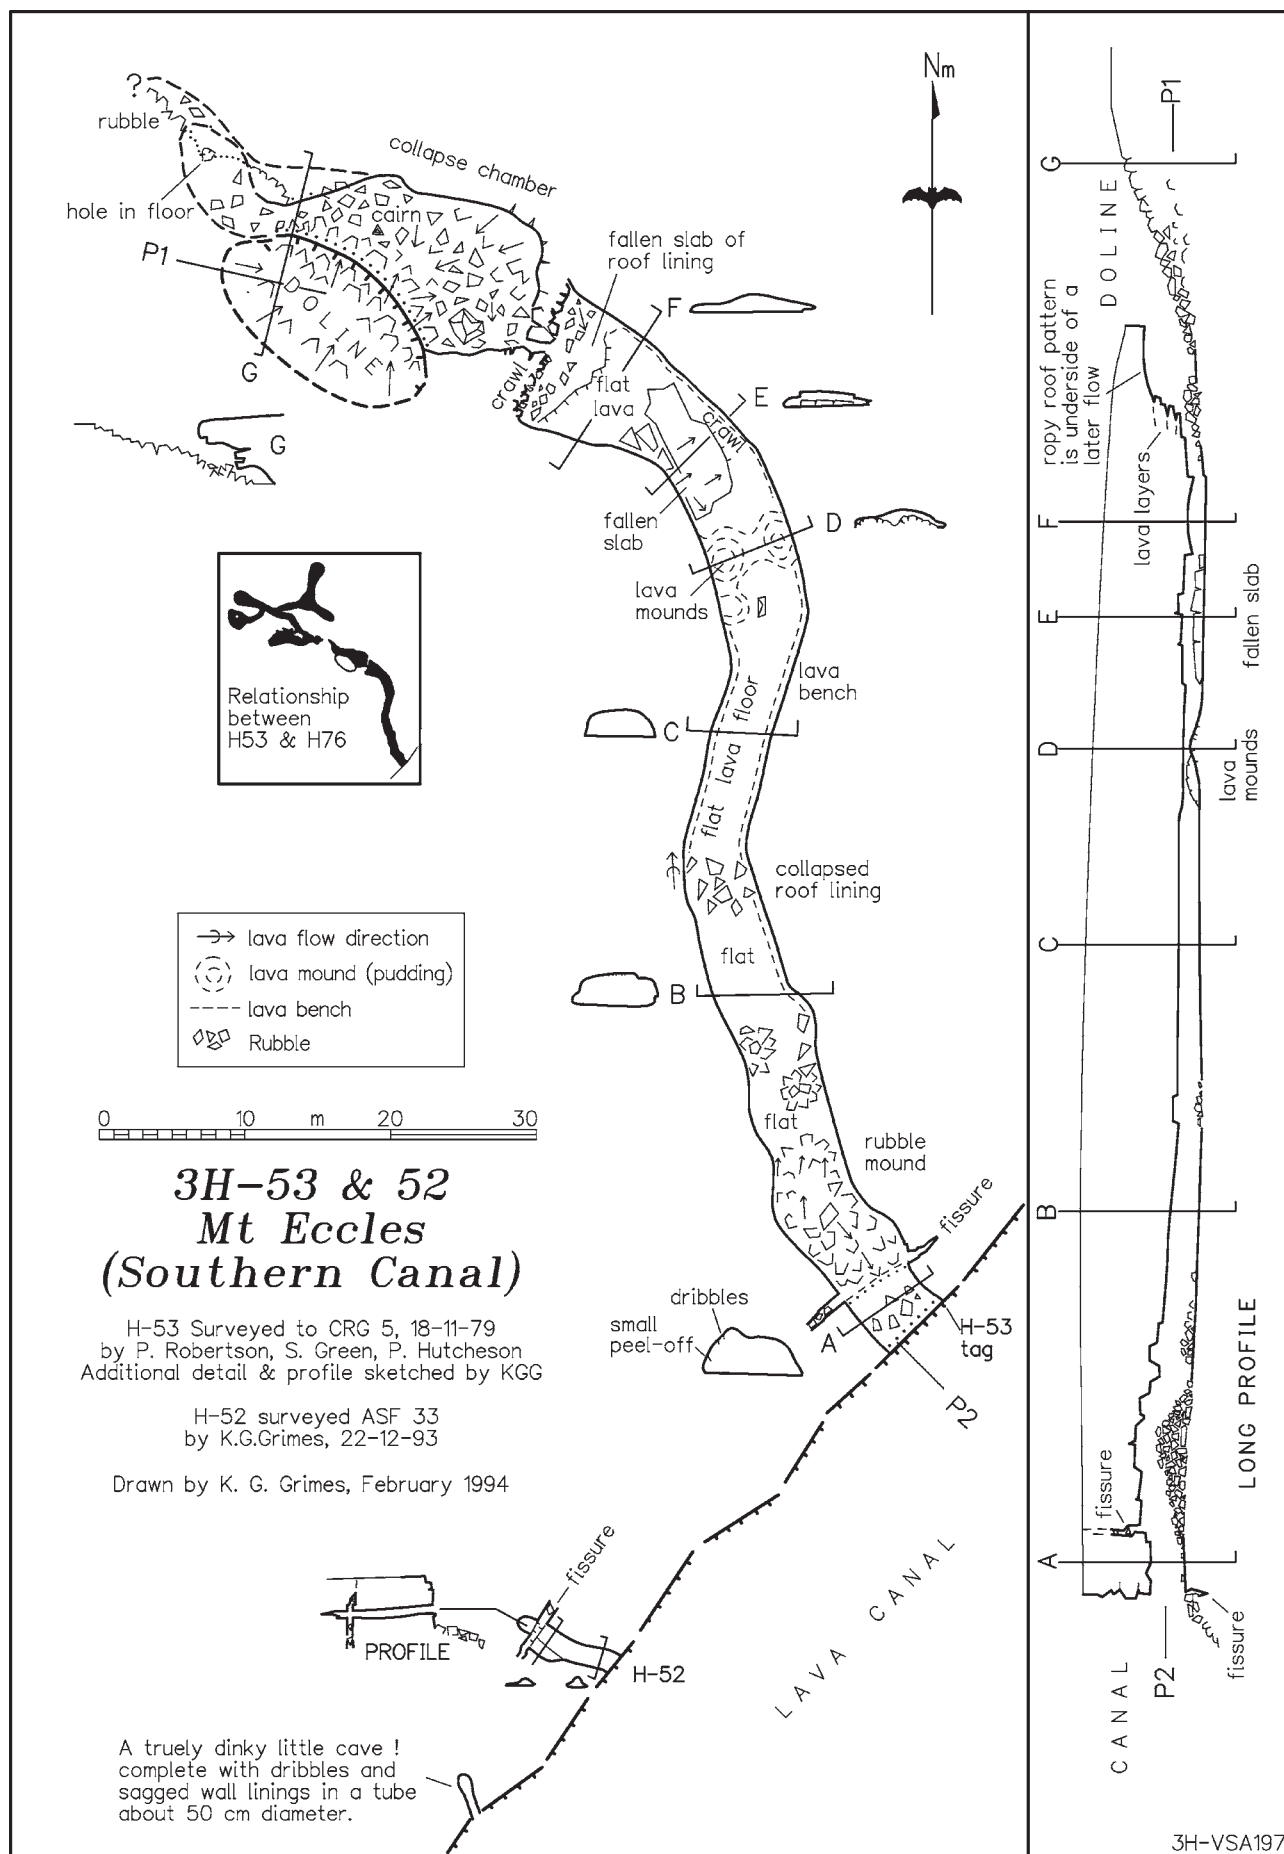 Nm
?
rubble
collapse chamber
hole in floor
cairn
P1
DOLINE
G
G
crawl
fallen slab of
roof lining
F
flat
lava
E
crawl
fallen
slab
D
lava
mounds
lava
bench
Relationship
between
H53 & H76
C
flat lava floor
collapsed
roof lining
flat
B
lava flow direction
lava mound (pudding)
lava bench
Rubble
flat
rubble
mound
0 10 m 20 30
3H-53 & 52
Mt Eccles
(Southern Canal)
fissure
dribbles
small
peel-off
A
H-53
tag
P2
H-53 Surveyed to CRG 5, 18-11-79
by P. Robertson, S. Green, P. Hutcheson
Additional detail & profile sketched by KGG
H-52 surveyed ASF 33
by K.G.Grimes, 22-12-93
Drawn by K. G. Grimes, February 1994
fissure
PROFILE
H-52
LAVA CANAL
A truely dinky little cave !
complete with dribbles and
sagged wall linings in a tube
about 50 cm diameter.
P1
G
DOLINE
ropy roof pattern
is underside of a
later flow
lava layers
F
fallen slab
E
D
lava
mounds
C
B
LONG PROFILE
fissure
A
fissure
P2
CANAL
3H-VSA197